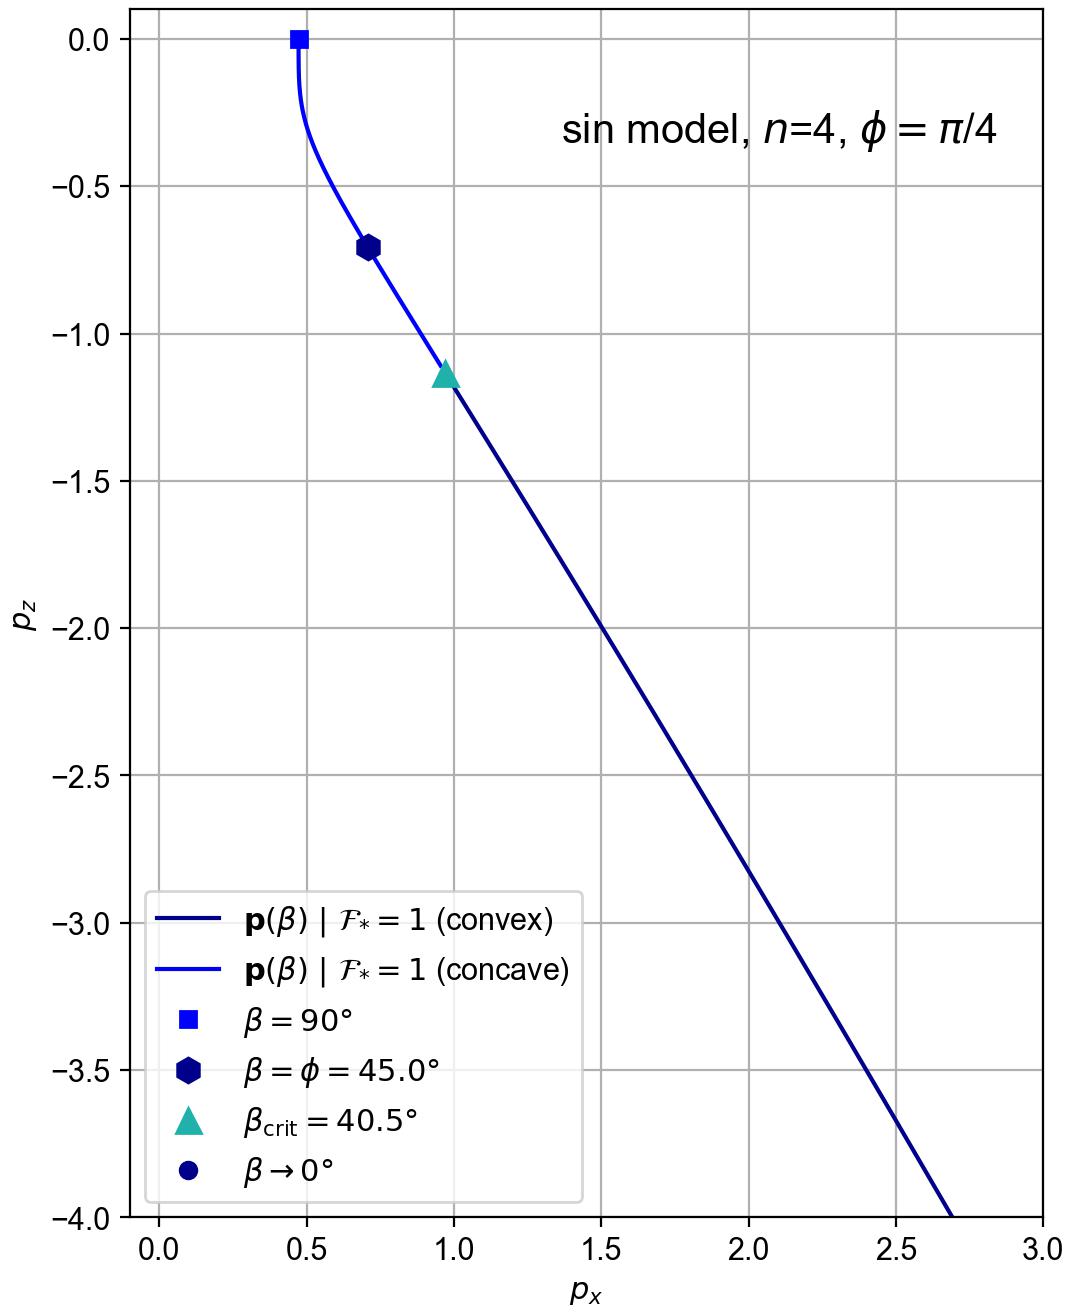 0.0
−0.5
−1.0
−1.5
−2.0
−2.5
−3.0
−3.5
−4.0
p_z
sin model, n=4, ϕ = π/4
p(β) | ℱ* = 1 (convex)
p(β) | ℱ* = 1 (concave)
β = 90°
β = ϕ = 45.0°
β_crit = 40.5°
β → 0°
0.0 0.5 1.0 1.5 2.0 2.5 3.0
p_x